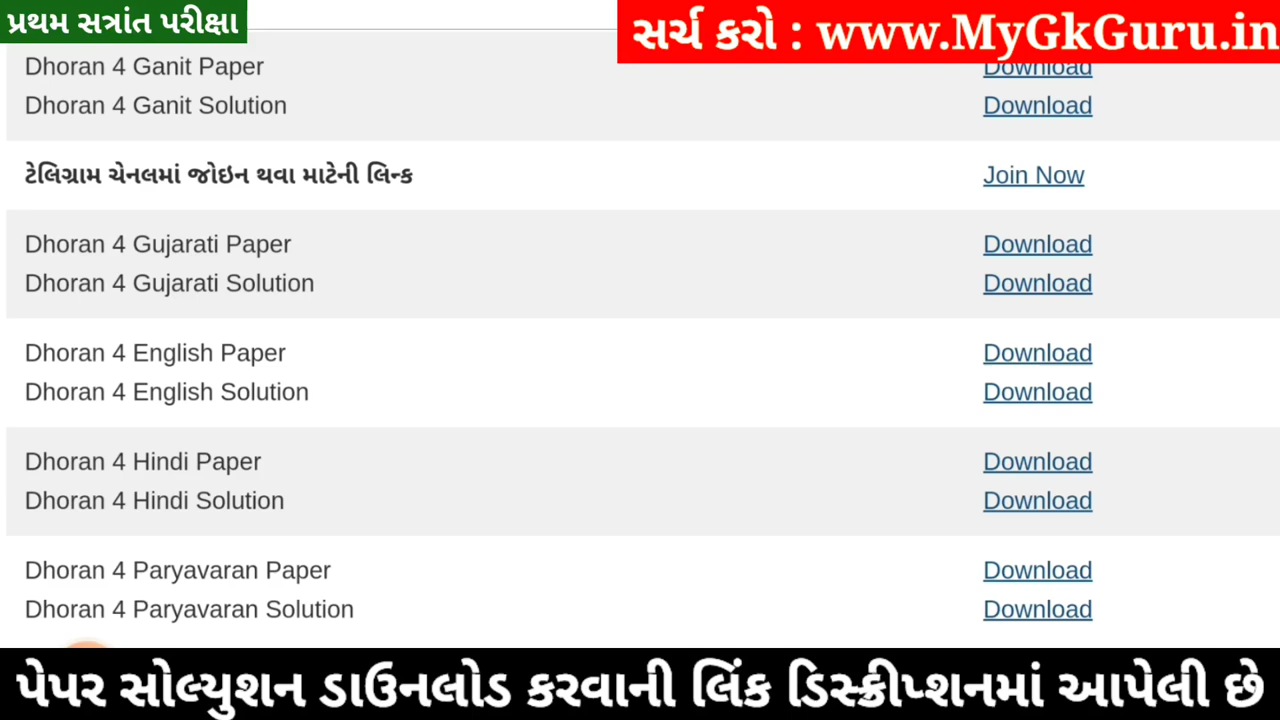 પ્રથમ સત્રાંત પરીક્ષા
સર્ચ કરો : www.MyGkGuru.in
Dhoran 4 Ganit Paper Download
Dhoran 4 Ganit Solution Download
ટેલિગ્રામ ચેનલમાં જોઇન થવા માટેની લિન્ક Join Now
Dhoran 4 Gujarati Paper Download
Dhoran 4 Gujarati Solution Download
Dhoran 4 English Paper Download
Dhoran 4 English Solution Download
Dhoran 4 Hindi Paper Download
Dhoran 4 Hindi Solution Download
Dhoran 4 Paryavaran Paper Download
Dhoran 4 Paryavaran Solution Download
પેપર સોલ્યુશન ડાઉનલોડ કરવાની લિંક ડિસ્ક્રીપ્શનમાં આપેલી છે